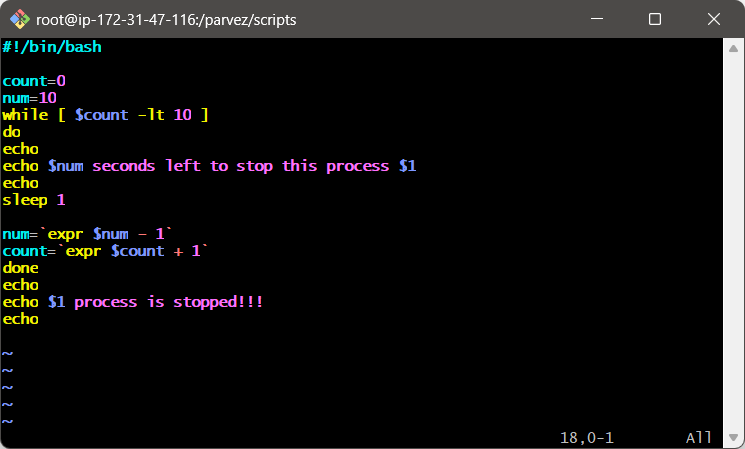 root@ip-172-31-47-116:/parvez/scripts
#!/bin/bash

count=0
num=10
while [ $count -lt 10 ]
do
echo
echo $num seconds left to stop this process $1
echo
sleep 1

num=`expr $num - 1`
count=`expr $count + 1`
done
echo
echo $1 process is stopped!!!
echo

~
~
~
~
~
18,0-1 All